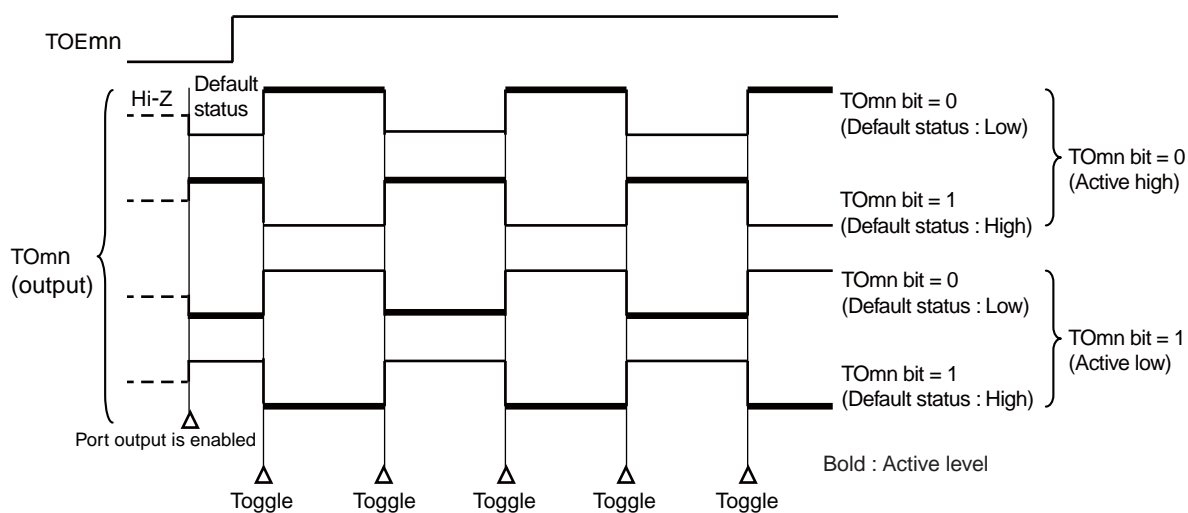 TOEmn
Hi-Z
Default
status
TOmn bit = 0
(Default status : Low)
TOmn bit = 0
(Active high)
TOmn bit = 1
(Default status : High)
TOmn
(output)
TOmn bit = 0
(Default status : Low)
TOmn bit = 1
(Active low)
TOmn bit = 1
(Default status : High)
Port output is enabled
Bold : Active level
Toggle Toggle Toggle Toggle Toggle